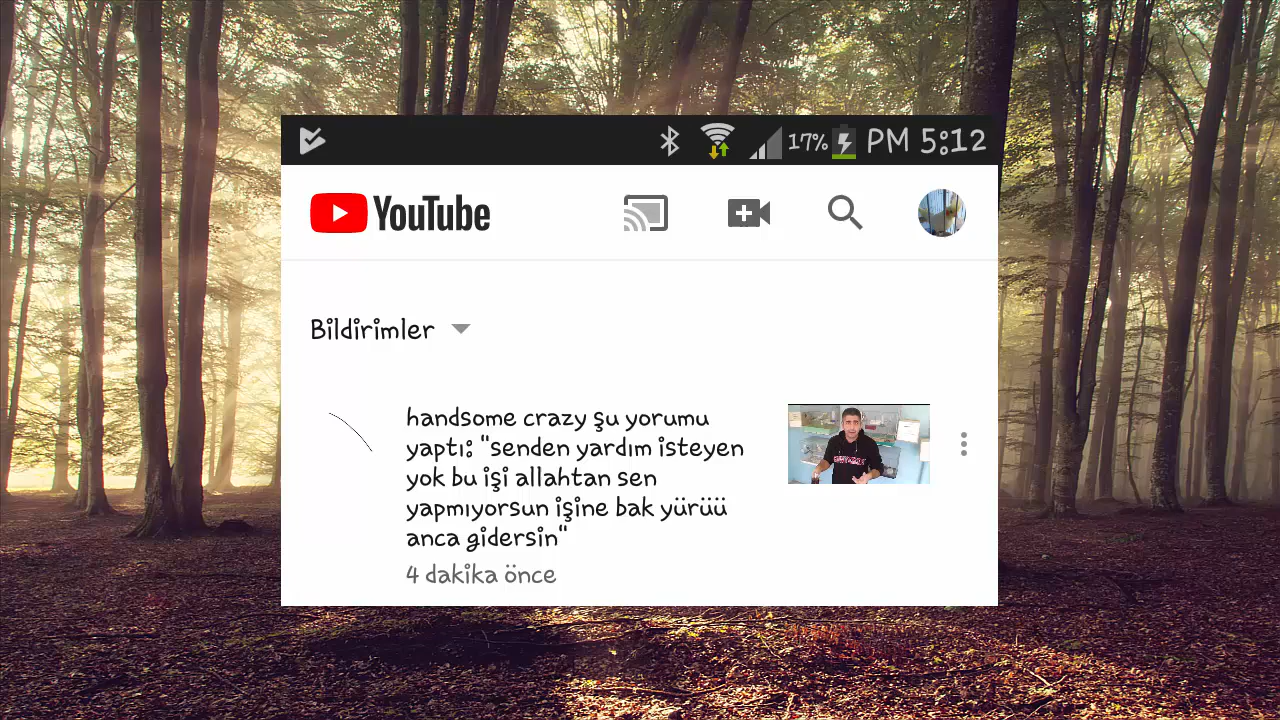 17% PM 5:12
YouTube
Bildirimler
handsome crazy şu yorumu
yaptı: "senden yardım isteyen
yok bu işi allahtan sen
yapmıyorsun işine bak yürüü
anca gidersin"
4 dakika önce